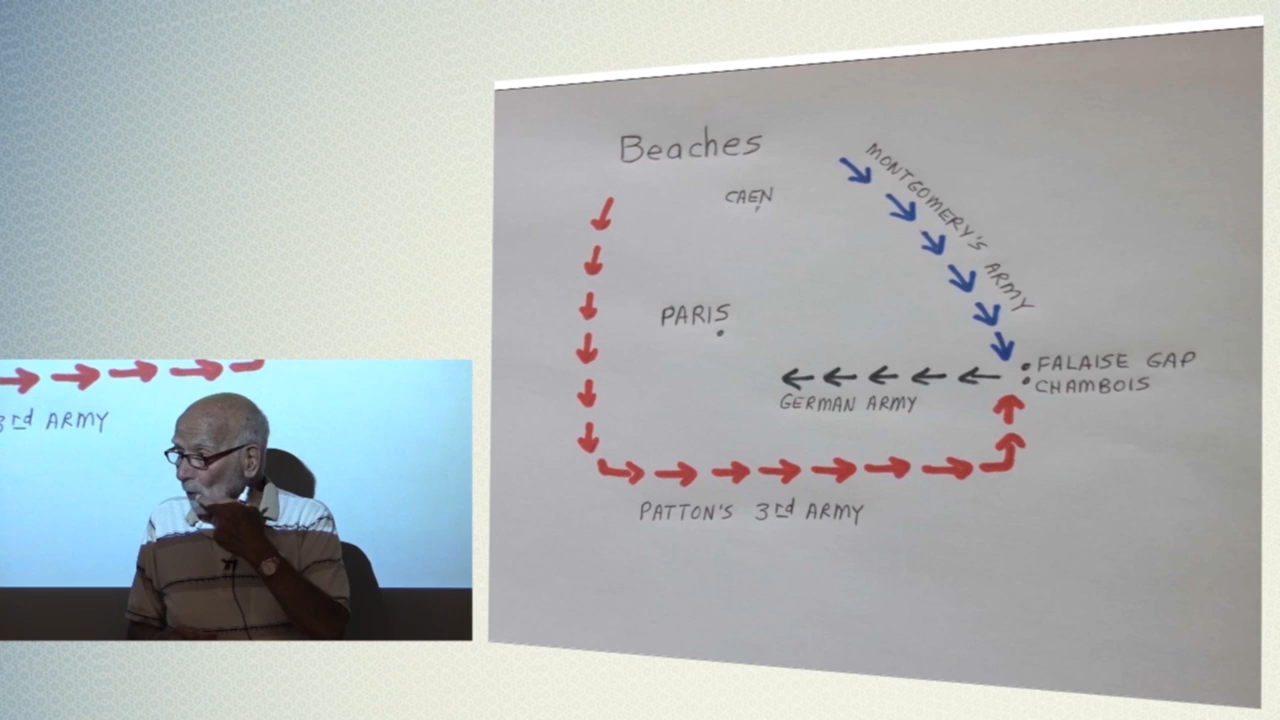 Beaches
CAEN
MONTGOMERY'S ARMY
PARIS
FALAISE GAP
CHAMBOIS
GERMAN ARMY
PATTON'S 3rd ARMY
3rd ARMY